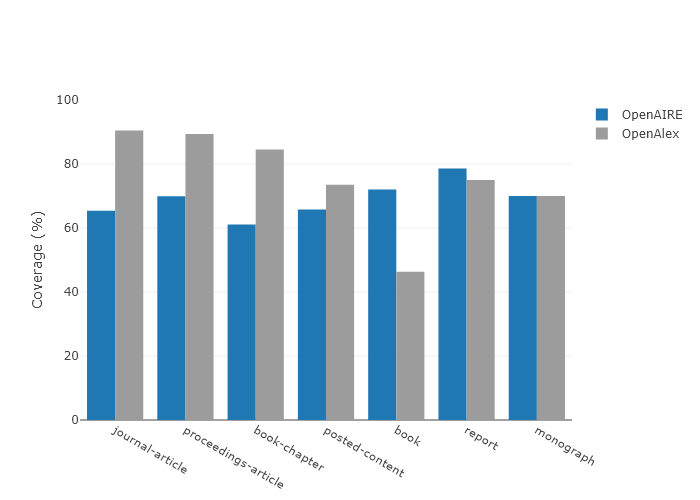 OpenAIRE
OpenAlex
Coverage (%)
100
80
60
40
20
0
journal-article
proceedings-article
book-chapter
posted-content
book
report
monograph